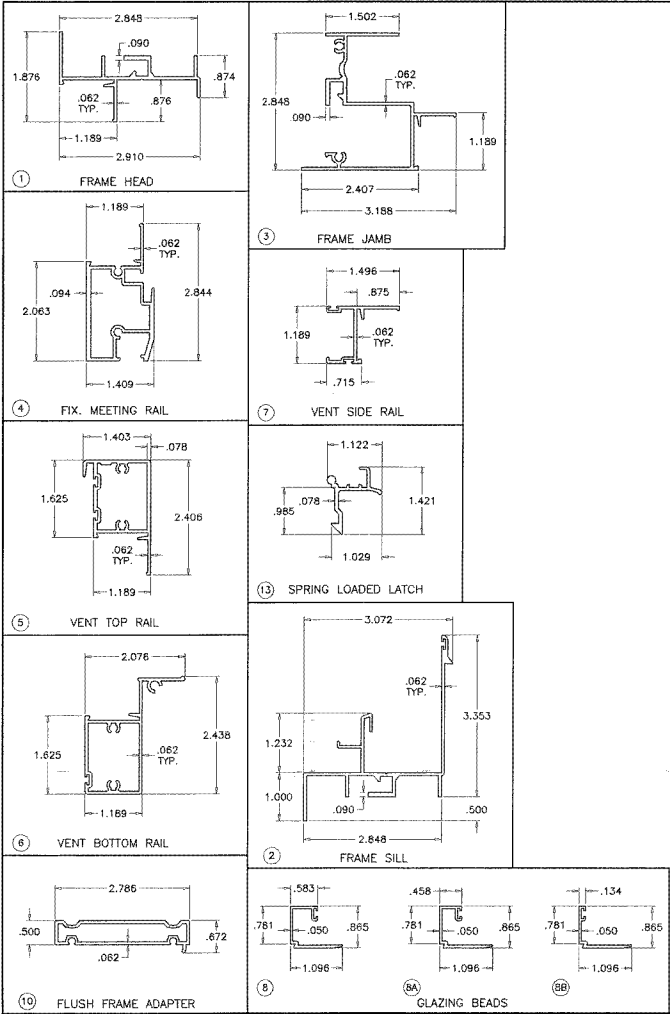 2.848
.090
1.876
.874
.062
TYP.
.876
1.189
2.910
1 FRAME HEAD
1.502
.062
TYP.
2.848
.090
1.189
2.407
3.188
3 FRAME JAMB
1.189
.062
TYP.
.094
2.063
2.844
1.409
4 FIX. MEETING RAIL
1.496
.875
1.189
.062
TYP.
.715
7 VENT SIDE RAIL
1.403
.078
1.625
2.406
.062
TYP.
1.189
5 VENT TOP RAIL
1.122
.078
.985
1.421
1.029
13 SPRING LOADED LATCH
2.076
1.625
.062
TYP.
2.438
1.189
6 VENT BOTTOM RAIL
3.072
.062
TYP.
3.353
1.232
1.000
.090
.500
2.848
2 FRAME SILL
2.786
.500
.672
.062
10 FLUSH FRAME ADAPTER
.583 .458 .134
.781 .050 .865 .781 .050 .865 .781 .050 .865
1.096 1.096 1.096
8 8A 8B
GLAZING BEADS